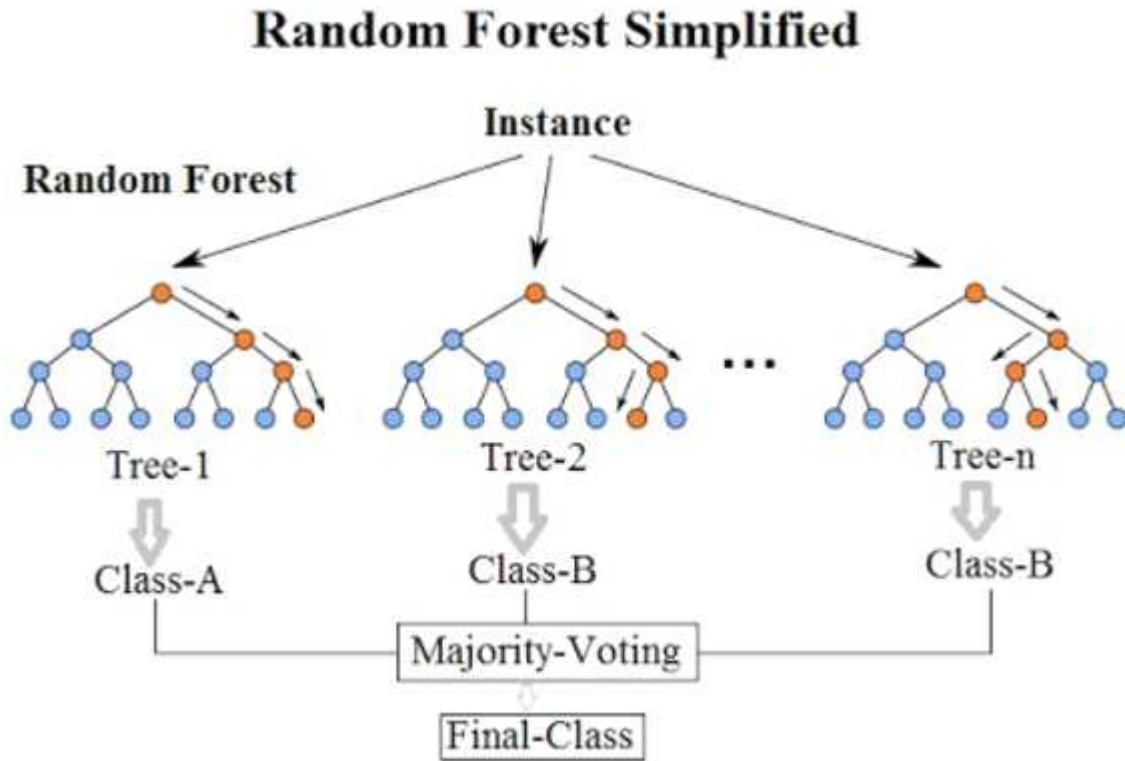 Random Forest Simplified
Instance
Random Forest
...
Tree-1
Tree-2
Tree-n
Class-A
Class-B
Class-B
Majority-Voting
Final-Class